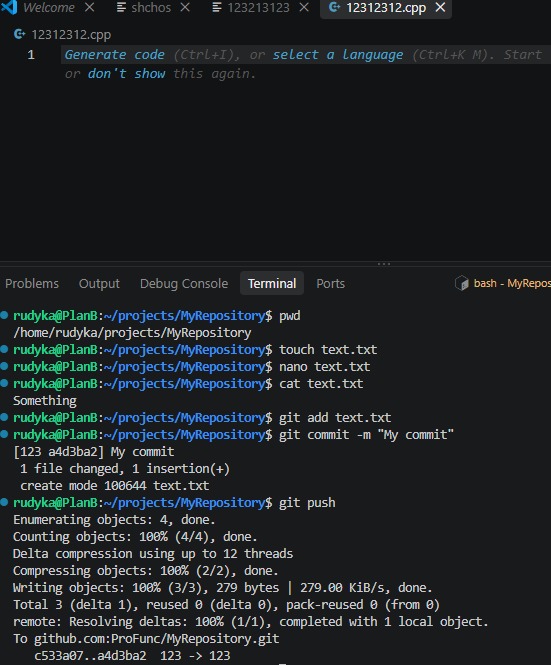 Welcome shchos 123213123 12312312.cpp
12312312.cpp
1 Generate code (Ctrl+I), or select a language (Ctrl+K M). Start
or don't show this again.
Problems Output Debug Console Terminal Ports bash - MyRepos
rudyka@PlanB:~/projects/MyRepository$ pwd
/home/rudyka/projects/MyRepository
rudyka@PlanB:~/projects/MyRepository$ touch text.txt
rudyka@PlanB:~/projects/MyRepository$ nano text.txt
rudyka@PlanB:~/projects/MyRepository$ cat text.txt
Something
rudyka@PlanB:~/projects/MyRepository$ git add text.txt
rudyka@PlanB:~/projects/MyRepository$ git commit -m "My commit"
[123 a4d3ba2] My commit
 1 file changed, 1 insertion(+)
 create mode 100644 text.txt
rudyka@PlanB:~/projects/MyRepository$ git push
Enumerating objects: 4, done.
Counting objects: 100% (4/4), done.
Delta compression using up to 12 threads
Compressing objects: 100% (2/2), done.
Writing objects: 100% (3/3), 279 bytes | 279.00 KiB/s, done.
Total 3 (delta 1), reused 0 (delta 0), pack-reused 0 (from 0)
remote: Resolving deltas: 100% (1/1), completed with 1 local object.
To github.com:ProFunc/MyRepository.git
   c533a07..a4d3ba2  123 -> 123